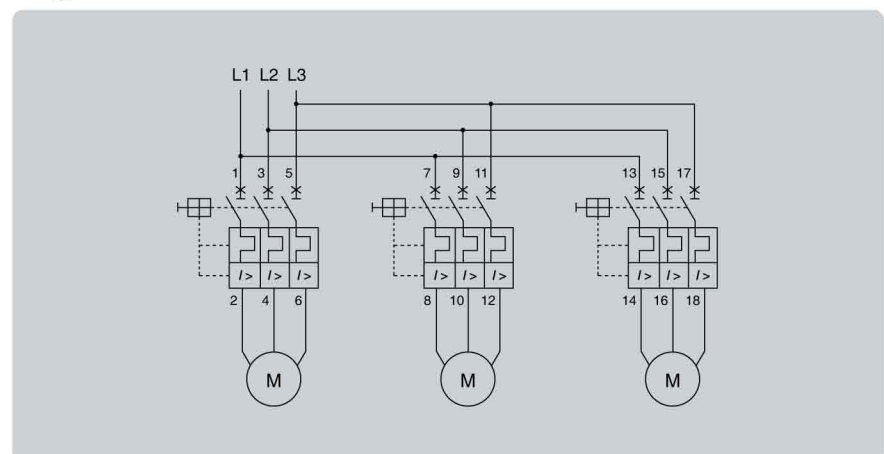 L1 L2 L3
1 3 5 7 9 11 13 15 17
I > I > I > I > I > I > I > I > I >
2 4 6 8 10 12 14 16 18
M M M